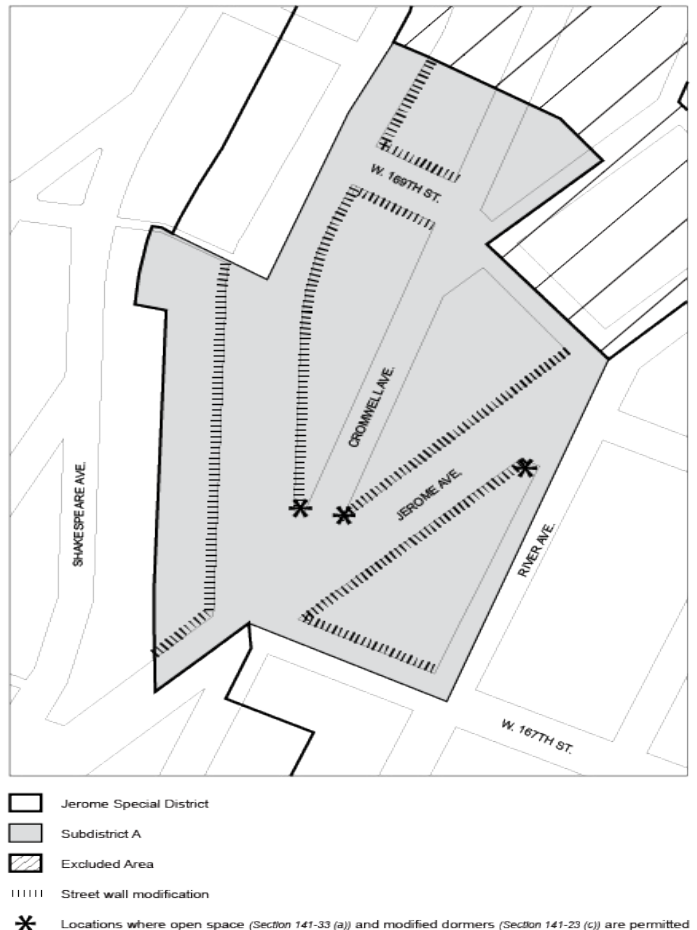 W. 169TH ST.
CROMWELL AVE.
JEROME AVE.
SHAKESPEARE AVE.
RIVER AVE.
W. 167TH ST.
Jerome Special District
Subdistrict A
Excluded Area
Street wall modification
Locations where open space (Section 141-33 (a)) and modified dormers (Section 141-23 (c)) are permitted